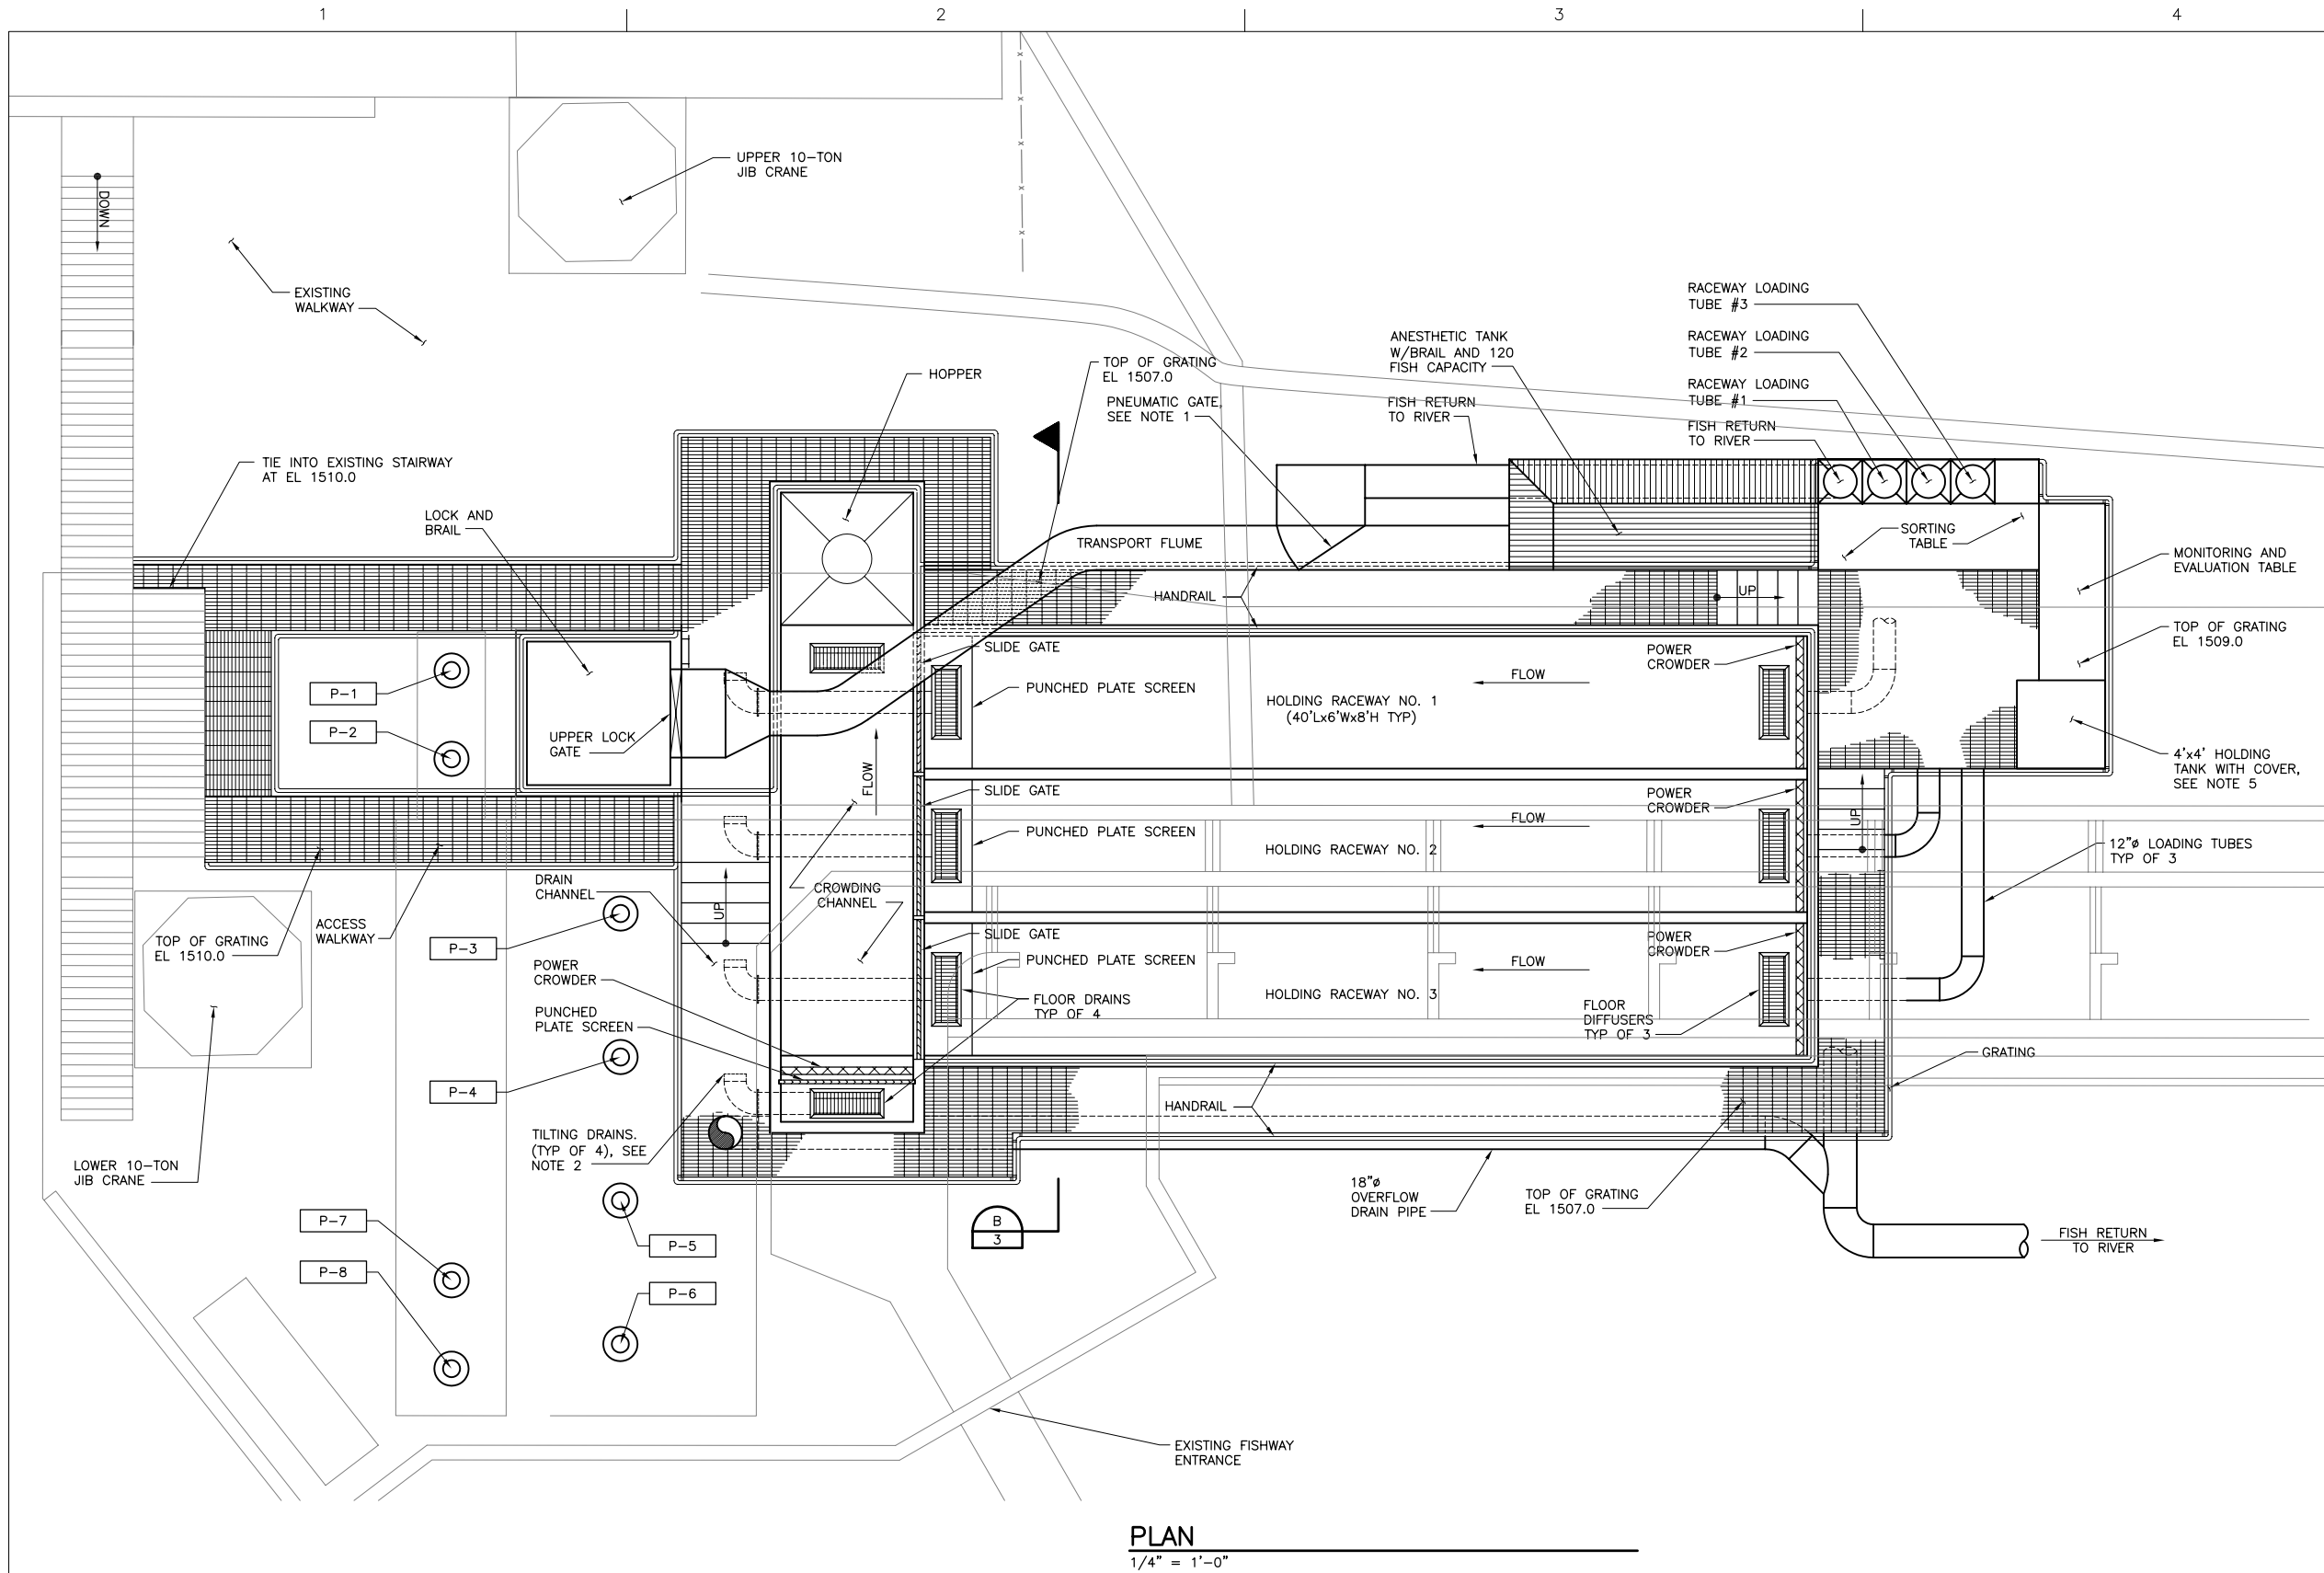 1
2
3
4
UPPER 10-TON
JIB CRANE
DOWN
EXISTING
WALKWAY
RACEWAY LOADING
TUBE #3
RACEWAY LOADING
TUBE #2
RACEWAY LOADING
TUBE #1
FISH RETURN
TO RIVER
ANESTHETIC TANK
W/BRAIL AND 120
FISH CAPACITY
FISH RETURN
TO RIVER
TOP OF GRATING
EL 1507.0
PNEUMATIC GATE,
SEE NOTE 1
HOPPER
TIE INTO EXISTING STAIRWAY
AT EL 1510.0
LOCK AND
BRAIL
TRANSPORT FLUME
SORTING
TABLE
MONITORING AND
EVALUATION TABLE
HANDRAIL
UP
TOP OF GRATING
EL 1509.0
SLIDE GATE
POWER
CROWDER
P-1
PUNCHED PLATE SCREEN
FLOW
HOLDING RACEWAY NO. 1
(40'Lx6'Wx8'H TYP)
P-2
UPPER LOCK
GATE
FLOW
4'x4' HOLDING
TANK WITH COVER,
SEE NOTE 5
SLIDE GATE
POWER
CROWDER
UP
PUNCHED PLATE SCREEN
FLOW
HOLDING RACEWAY NO. 2
12"ø LOADING TUBES
TYP OF 3
DRAIN
CHANNEL
CROWDING
CHANNEL
UP
ACCESS
WALKWAY
TOP OF GRATING
EL 1510.0
P-3
SLIDE GATE
POWER
CROWDER
PUNCHED PLATE SCREEN
FLOW
POWER
CROWDER
HOLDING RACEWAY NO. 3
FLOOR DRAINS
TYP OF 4
FLOOR
DIFFUSERS
TYP OF 3
PUNCHED
PLATE SCREEN
GRATING
P-4
HANDRAIL
TILTING DRAINS.
(TYP OF 4), SEE
NOTE 2
LOWER 10-TON
JIB CRANE
18"ø
OVERFLOW
DRAIN PIPE
TOP OF GRATING
EL 1507.0
P-7
B
3
P-5
FISH RETURN
TO RIVER
P-8
P-6
EXISTING FISHWAY
ENTRANCE
PLAN
1/4" = 1'-0"